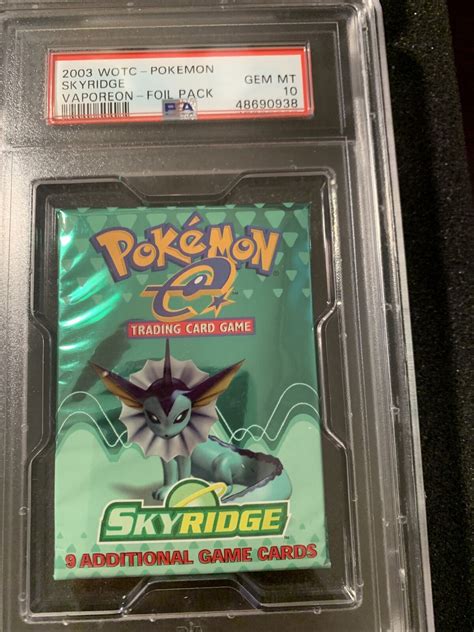 2003 WOTC - POKEMON
SKYRIDGE GEM MT
VAPOREON - FOIL PACK 10
PSA 48690938
POKéMON
e
TRADING CARD GAME
SKYRIDGE™
9 ADDITIONAL GAME CARDS